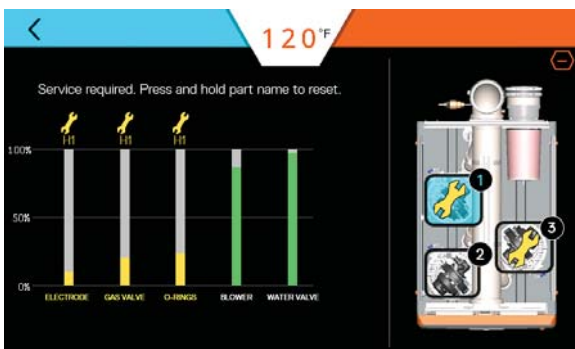 120°F
Service required. Press and hold part name to reset.
H1 H1 H1
100%
50%
0%
ELECTRODE GAS VALVE O-RINGS BLOWER WATER VALVE
1
3
2